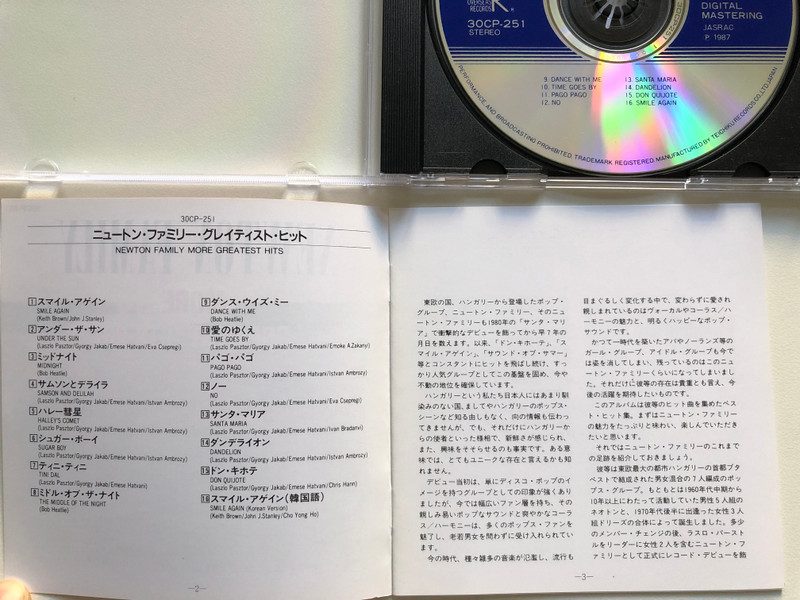 OVERSEAS
RECORDS
30CP-251
STEREO
DIGITAL
MASTERING
JASRAC
℗ 1987
9. DANCE WITH ME
10. TIME GOES BY
11. PAGO PAGO
12. NO
13. SANTA MARIA
14. DANDELION
15. DON QUIJOTE
16. SMILE AGAIN
PERFORMANCE AND BROADCASTING PROHIBITED. TRADEMARK REGISTERED. MANUFACTURED BY TEICHIKU RECORDS CO., LTD. JAPAN
30CP-251
ニュートン・ファミリー・グレイティスト・ヒット
NEWTON FAMILY MORE GREATEST HITS
1 スマイル・アゲイン
SMILE AGAIN
(Keith Brown/John J.Stanley)
2 アンダー・ザ・サン
UNDER THE SUN
(Laszlo Pasztor/Gyorgy Jakab/Emese Hatvani/Eva Csepregi)
3 ミッドナイト
MIDNIGHT
(Bob Heatlie)
4 サムソンとデライラ
SAMSON AND DELILAH
(Laszlo Pasztor/Gyorgy Jakab/Emese Hatvani/Istvan Ambrozy)
5 ハレー彗星
HALLEY'S COMET
(Laszlo Pasztor/Gyorgy Jakab/Emese Hatvani/Istvan Ambrozy)
6 シュガー・ボーイ
SUGAR BOY
(Laszlo Pasztor/Gyorgy Jakab/Emese Hatvani/Istvan Ambrozy)
7 ティニ・ティニ
TINI DAL
(Laszlo Pasztor/Gyorgy Jakab/Emese Hatvani)
8 ミドル・オブ・ザ・ナイト
THE MIDDLE OF THE NIGHT
(Bob Heatlie)
9 ダンス・ウイズ・ミー
DANCE WITH ME
(Bob Heatlie)
10 愛のゆくえ
TIME GOES BY
(Laszlo Pasztor/Gyorgy Jakab/Emese Hatvani/Emoke A.Zakany)
11 パゴ・パゴ
PAGO PAGO
(Laszlo Pasztor/Gyorgy Jakab/Emese Hatvani/Istvan Ambrozy)
12 ノー
NO
(Laszlo Pasztor/Gyorgy Jakab/Emese Hatvani/Eva Csepregi)
13 サンタ・マリア
SANTA MARIA
(Laszlo Pasztor/Gyorgy Jakab/Emese Hatvani/Ivan Bradanyi)
14 ダンデライオン
DANDELION
(Laszlo Pasztor/Gyorgy Jakab/Emese Hatvani/Istvan Ambrozy)
15 ドン・キホテ
DON QUIJOTE
(Laszlo Pasztor/Gyorgy Jakab/Emese Hatvani/Chris Hann)
16 スマイル・アゲイン(韓国語)
SMILE AGAIN (Korean Version)
(Keith Brown/John J.Stanley/Cho Yong Ho)
—2—
東欧の国、ハンガリーから登場したポップ・
グループ、ニュートン・ファミリー、そのニュ
ートン・ファミリーも1980年の「サンタ・マリ
ア」で衝撃的なデビューを飾ってから早7年の
月日を数えます。以来、「ドン・キホーテ」、「ス
マイル・アゲイン」、「サウンド・オブ・サマー」
等とコンスタントにヒットを飛ばし続け、すっ
かり人気グループとしてこの基盤を固め、今や
不動の地位を確保しています。
ハンガリーという私たち日本人にはあまり馴
染みのない国、ましてやハンガリーのポップス・
シーンなど知る由しもなく、向の情報も伝わっ
てきませんが、でも、それだけにハンガリーか
らの使者といった様相で、新鮮さが感じられ、
また、興味をそそらせるのも事実です。ある意
味では、とてもユニークな存在と言えるかも知
れません。
デビュー当初は、単にディスコ・ポップのイ
メージを持つグループとしての印象が強くあり
ましたが、今では幅広いファン層を持ち、その
親しみ易いポップなサウンドと爽やかなコーラ
ス/ハーモニーは、多くのポップス・ファンを
魅了し、老若男女を問わずに受け入れられてい
ます。
今の時代、種々雑多の音楽が氾濫し、流行も
目まぐるしく変化する中で、変わらずに愛され
親しまれているのはヴォーカルやコーラス/ハ
ーモニーの魅力と、明るくハッピーなポップ・
サウンドです。
かつて一時代を築いたアバやノーランズ等の
ガール・グループ、アイドル・グループも今で
は姿を消してしまい、残っているのはこのニュ
ートン・ファミリーくらいになってしまいまし
た。それだけに彼等の存在は貴重とも言え、今
後の活躍を期待したいものです。
このアルバムは彼等のヒット曲を集めたベス
ト・ヒット集。まずはニュートン・ファミリー
の魅力をたっぷりと味わい、楽しんでいただき
たいと思います。
それではニュートン・ファミリーのこれまで
の足跡を紹介しておきましょう。
彼等は東欧最大の都市ハンガリーの首都ブタ
ペストで結成された男女混合の7人編成のポッ
プス・グループ。もともとは1960年代中期から
10年以上にわたって活動していた男性5人組の
ネオトンと、1970年代後半に出逢った女性3人
組ドリーズの合体によって誕生しました。多少
のメンバー・チェンジの後、ラスロ・パースト
ルをリーダーに女性2人を含むニュートン・フ
ァミリーとして正式にレコード・デビューを飾
—3—